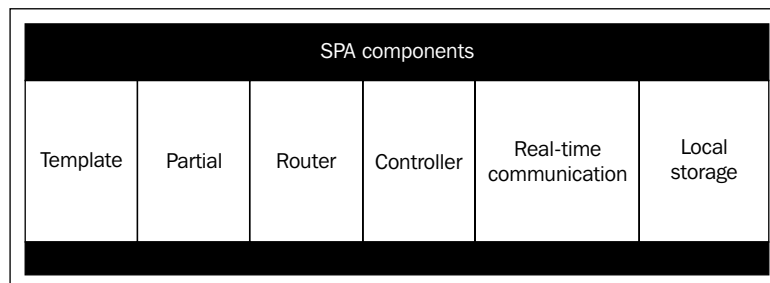 SPA components
Template
Partial
Router
Controller
Real-time
communication
Local
storage